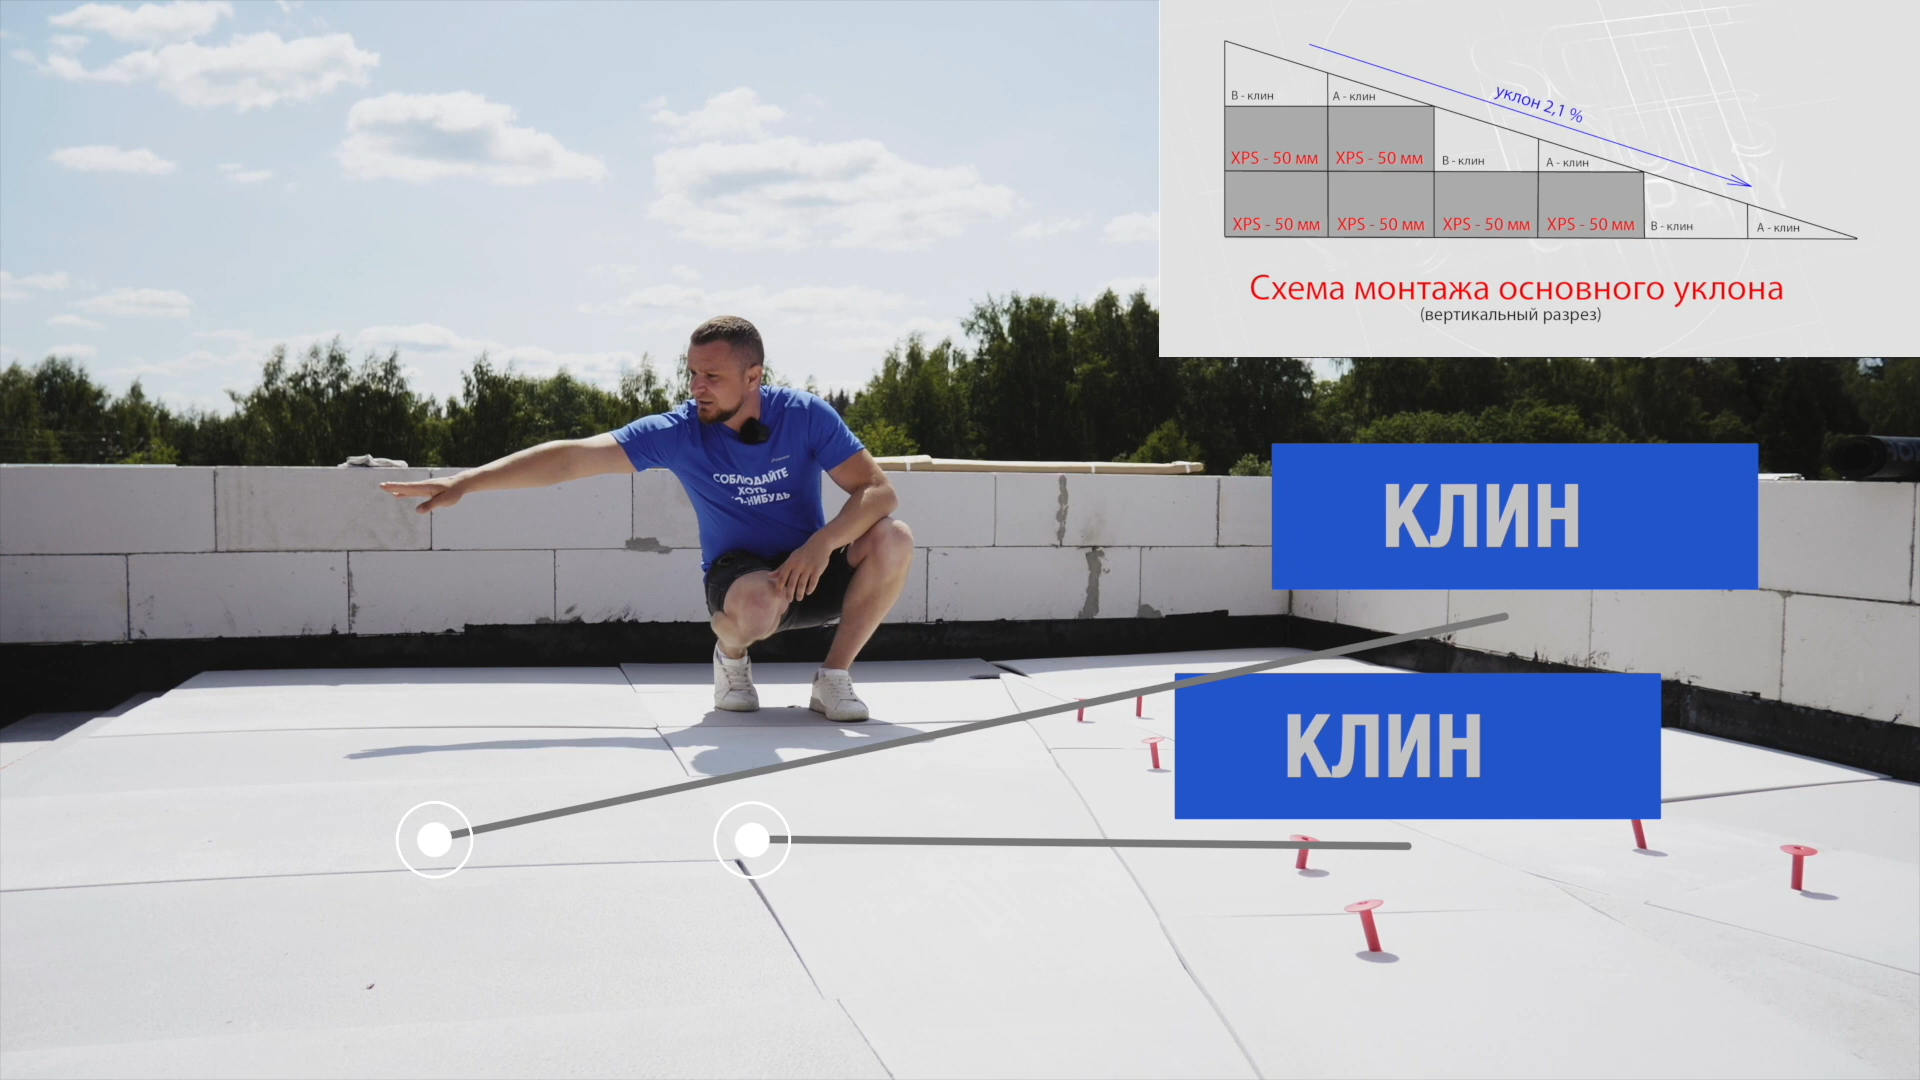 В - клин
А - клин
уклон 2,1 %
XPS - 50 мм
XPS - 50 мм
В - клин
А - клин
XPS - 50 мм
XPS - 50 мм
XPS - 50 мм
XPS - 50 мм
В - клин
А - клин
Схема монтажа основного уклона
(вертикальный разрез)
СОБЛЮДАЙТЕ
ХОТЬ
КЛИН
КЛИН